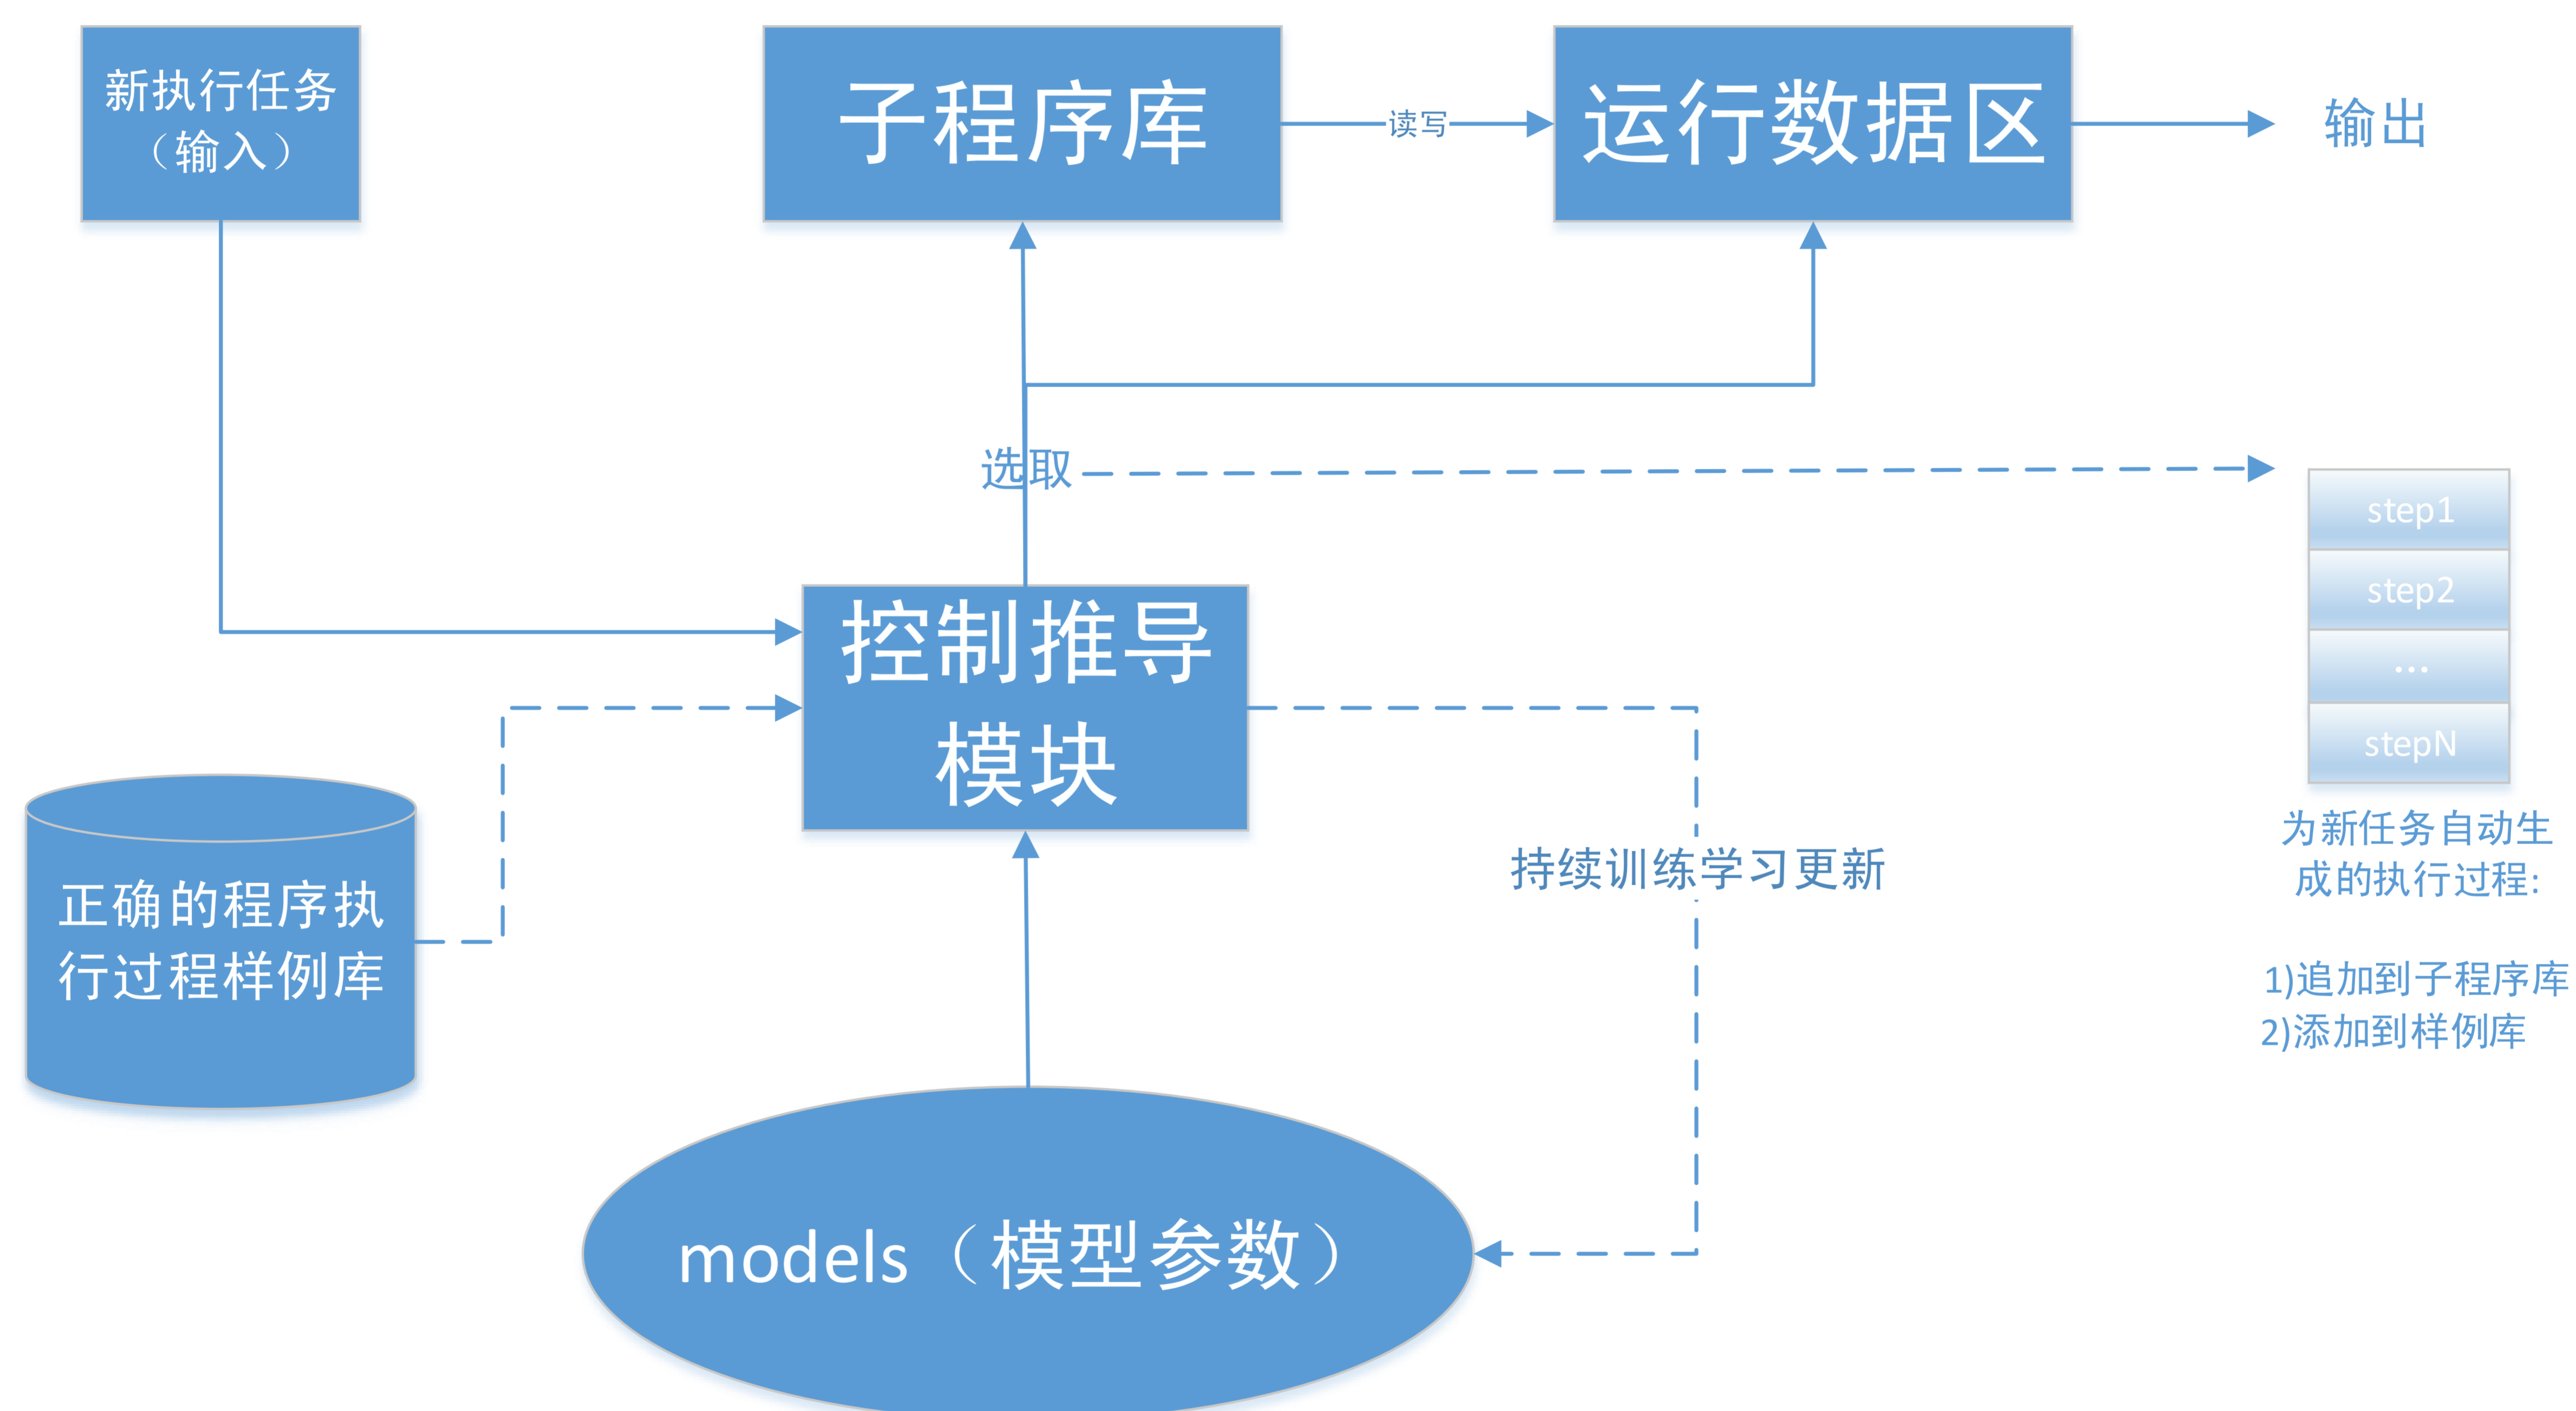 新执行任务
（输入）
子程序库
读写
运行数据区
输出
选取
step1
step2
...
stepN
控制推导
模块
持续训练学习更新
为新任务自动生
成的执行过程:
正确的程序执
行过程样例库
1)追加到子程序库
2)添加到样例库
models（模型参数）